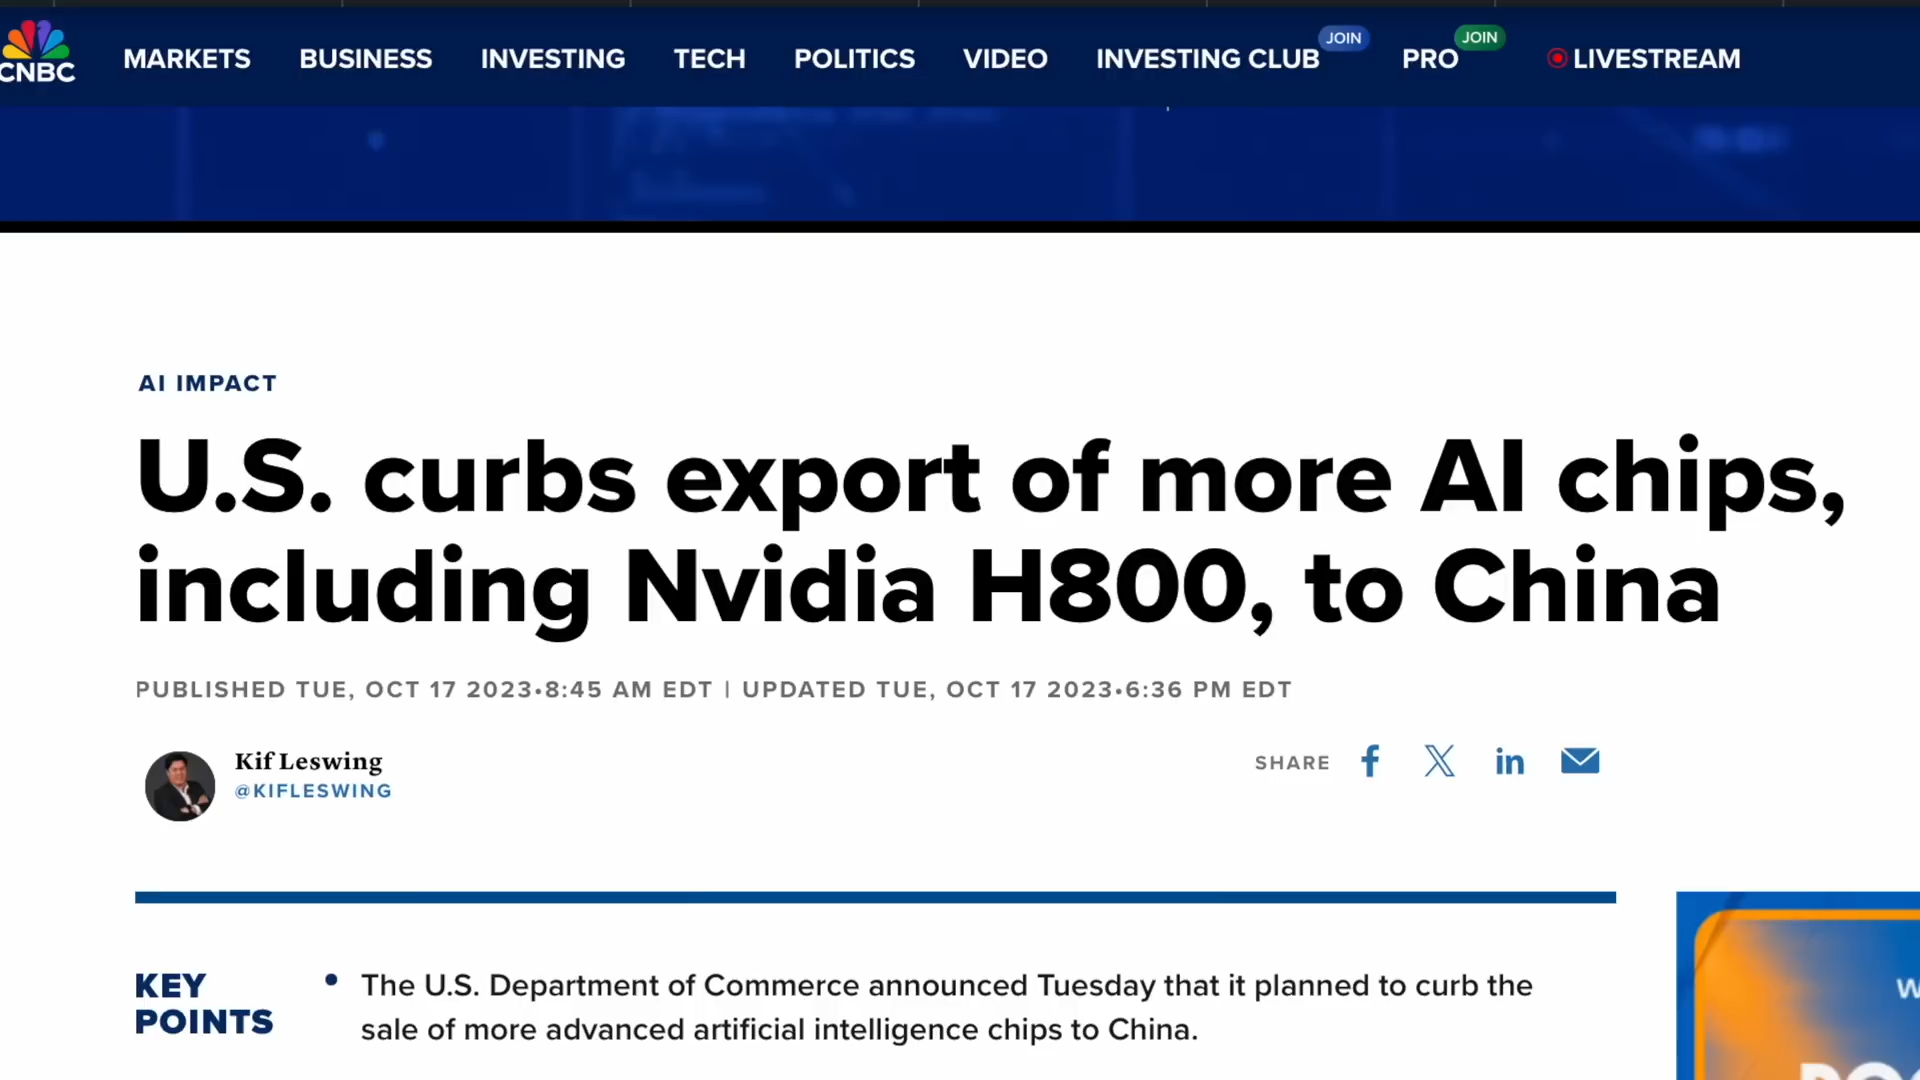 CNBC
MARKETS BUSINESS INVESTING TECH POLITICS VIDEO INVESTING CLUB JOIN PRO JOIN LIVESTREAM
AI IMPACT
U.S. curbs export of more AI chips,
including Nvidia H800, to China
PUBLISHED TUE, OCT 17 2023•8:45 AM EDT | UPDATED TUE, OCT 17 2023•6:36 PM EDT
Kif Leswing
@KIFLESWING
SHARE
KEY
POINTS
• The U.S. Department of Commerce announced Tuesday that it planned to curb the
sale of more advanced artificial intelligence chips to China.